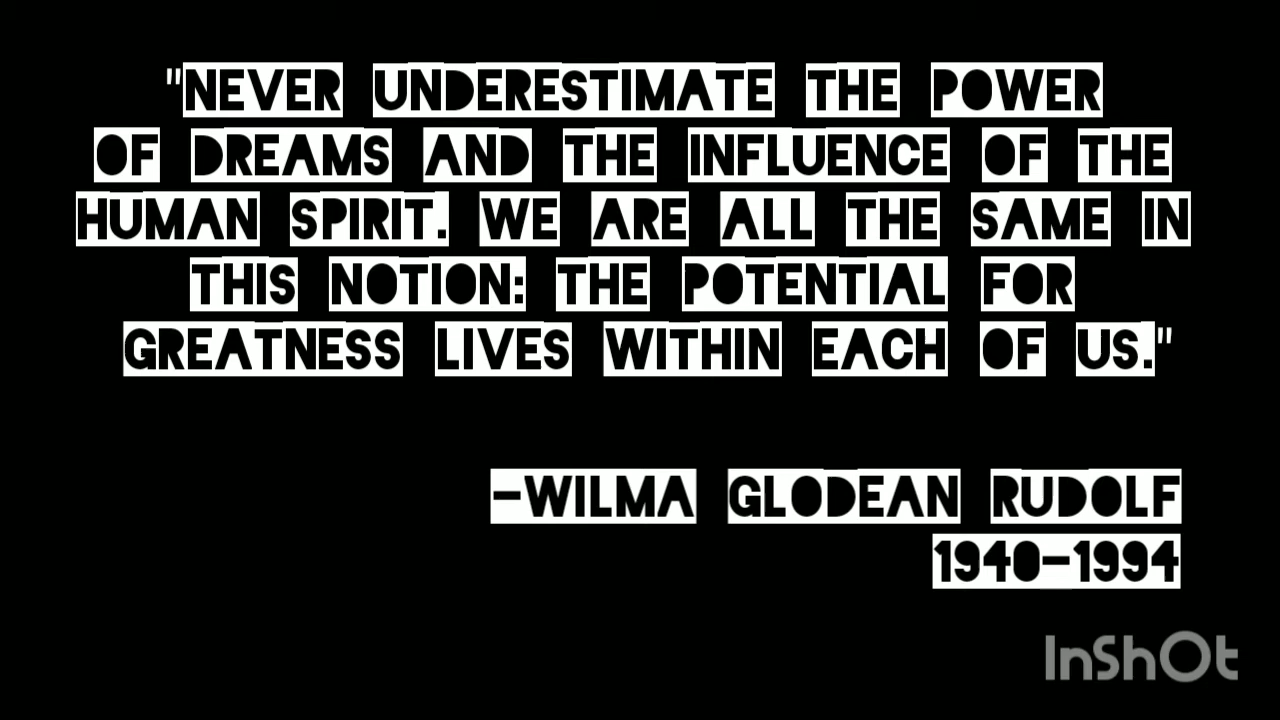 "NEVER UNDERESTIMATE THE POWER
OF DREAMS AND THE INFLUENCE OF THE
HUMAN SPIRIT. WE ARE ALL THE SAME IN
THIS NOTION: THE POTENTIAL FOR
GREATNESS LIVES WITHIN EACH OF US."
-WILMA GLODEAN RUDOLF
1940-1994
InShOt